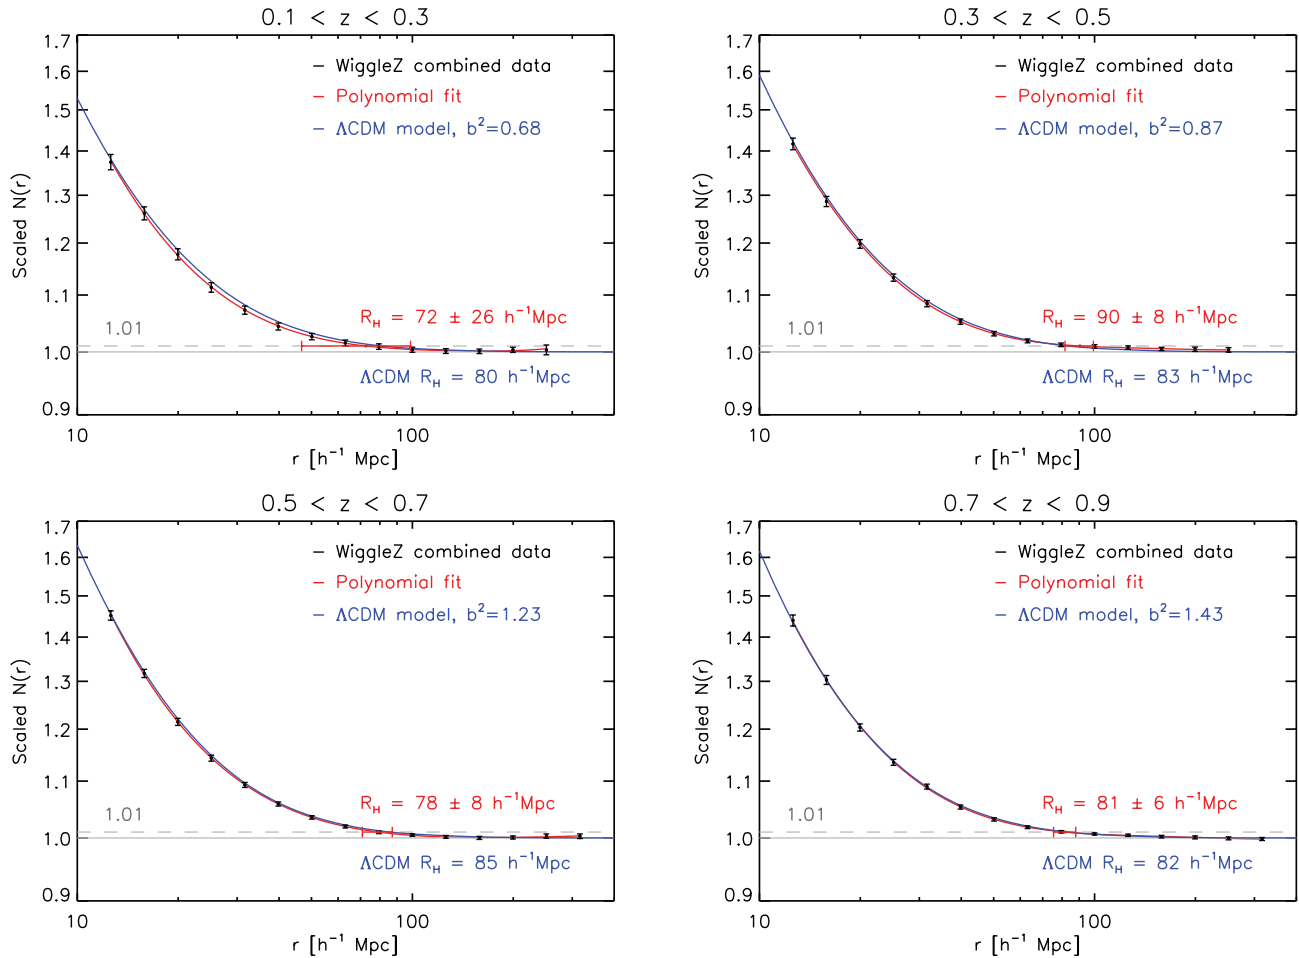 0.1 < z < 0.3
1.7
1.6
1.5
1.4
1.3
1.2
1.1
1.0
0.9
Scaled N(r)
WiggleZ combined data
Polynomial fit
ΛCDM model, b²=0.68
1.01
R_H = 72 ± 26 h⁻¹Mpc
ΛCDM R_H = 80 h⁻¹Mpc
10 100
r [h⁻¹ Mpc]
0.3 < z < 0.5
1.7
1.6
1.5
1.4
1.3
1.2
1.1
1.0
0.9
Scaled N(r)
WiggleZ combined data
Polynomial fit
ΛCDM model, b²=0.87
1.01
R_H = 90 ± 8 h⁻¹Mpc
ΛCDM R_H = 83 h⁻¹Mpc
10 100
r [h⁻¹ Mpc]
0.5 < z < 0.7
1.7
1.6
1.5
1.4
1.3
1.2
1.1
1.0
0.9
Scaled N(r)
WiggleZ combined data
Polynomial fit
ΛCDM model, b²=1.23
1.01
R_H = 78 ± 8 h⁻¹Mpc
ΛCDM R_H = 85 h⁻¹Mpc
10 100
r [h⁻¹ Mpc]
0.7 < z < 0.9
1.7
1.6
1.5
1.4
1.3
1.2
1.1
1.0
0.9
Scaled N(r)
WiggleZ combined data
Polynomial fit
ΛCDM model, b²=1.43
1.01
R_H = 81 ± 6 h⁻¹Mpc
ΛCDM R_H = 82 h⁻¹Mpc
10 100
r [h⁻¹ Mpc]